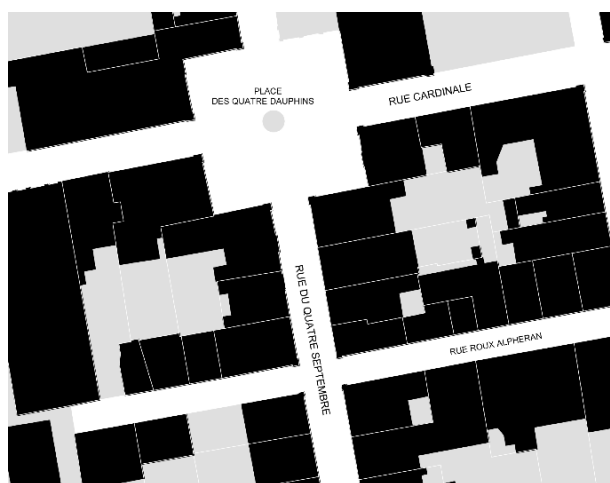 PLACE
DES QUATRE DAUPHINS
RUE CARDINALE
RUE DU QUATRE SEPTEMBRE
RUE ROUX ALPHERAN